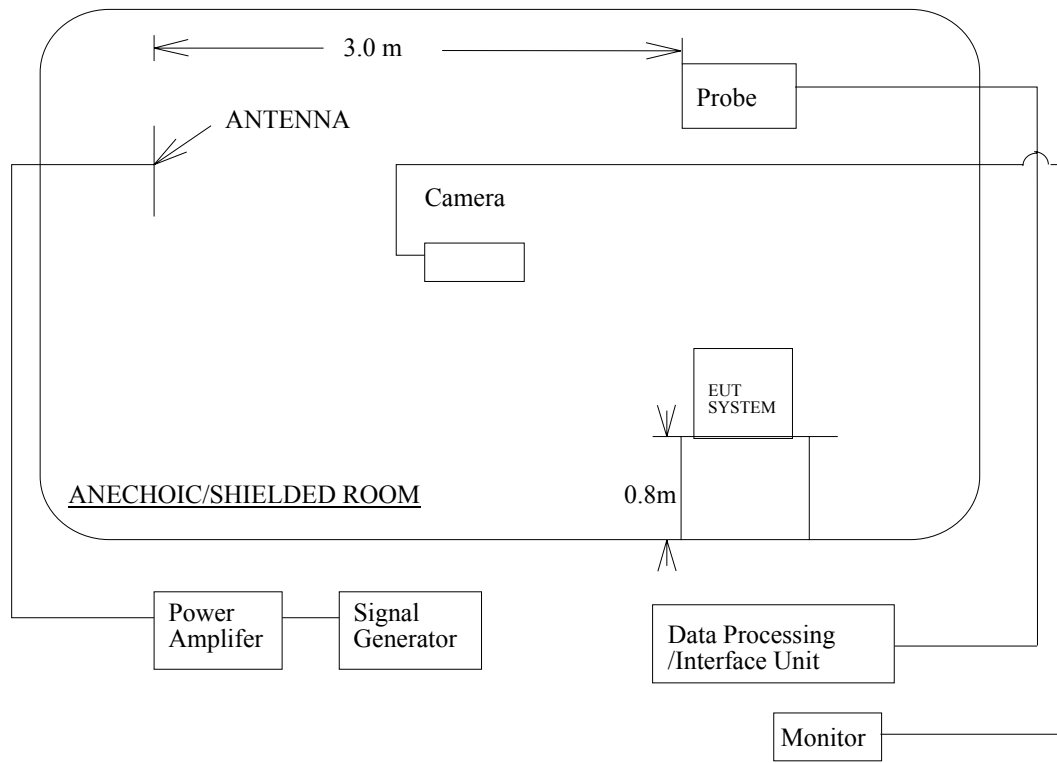 3.0 m
Probe
ANTENNA
Camera
EUT
SYSTEM
ANECHOIC/SHIELDED ROOM
0.8m
Power
Amplifer
Signal
Generator
Data Processing
/Interface Unit
Monitor